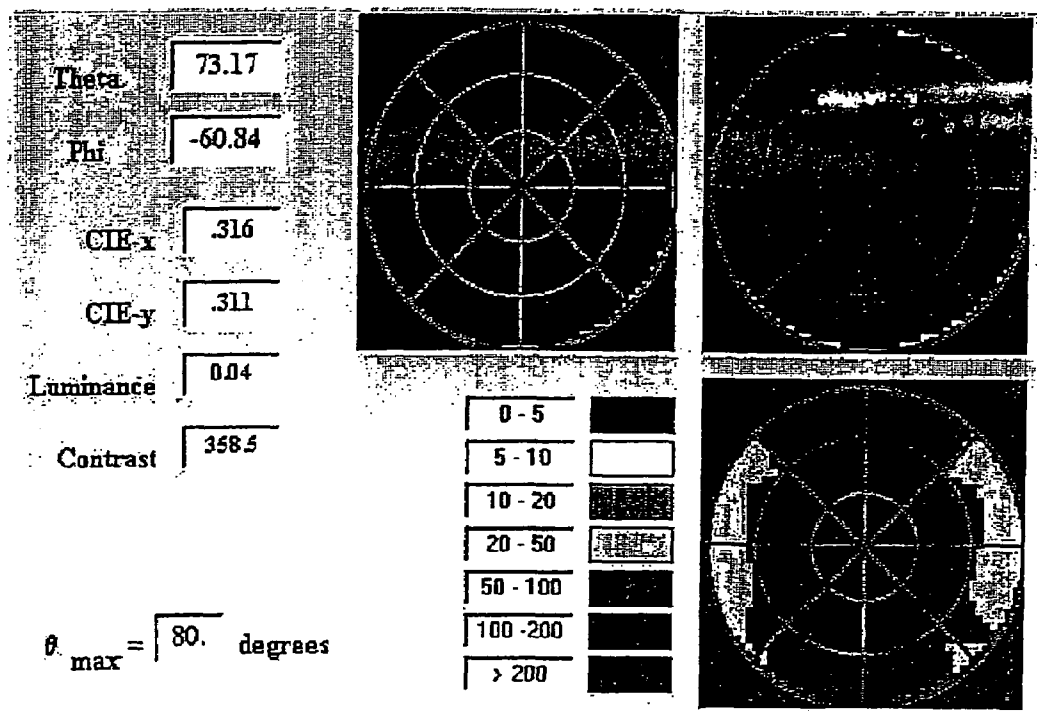 Theta 73.17
Phi -60.84
CIE-x .316
CIE-y .311
Luminance 0.04
Contrast 358.5
0 - 5
5 - 10
10 - 20
20 - 50
50 - 100
100 -200
> 200
θ max = 80. degrees